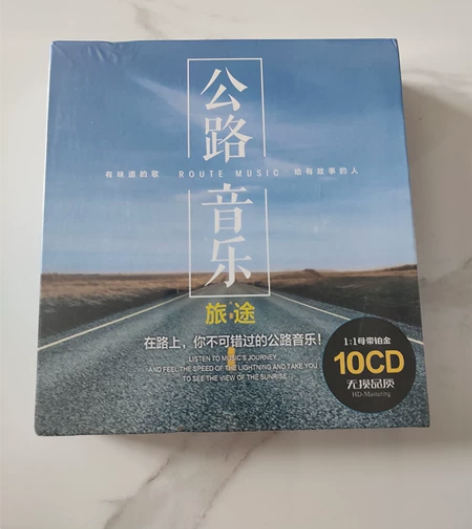 公路
有味道的歌 ROUTE MUSIC 给有故事的人
音乐
旅·途
在路上，你不可错过的公路音乐！
LISTEN TO MUSIC'S JOURNEY
AND FEEL THE SPEED OF THE LIGHTNING AND TAKE YOU
TO SEE THE VIEW OF THE SUNRISE
1:1母带铂金
10CD
无损品质
HD-Mastering